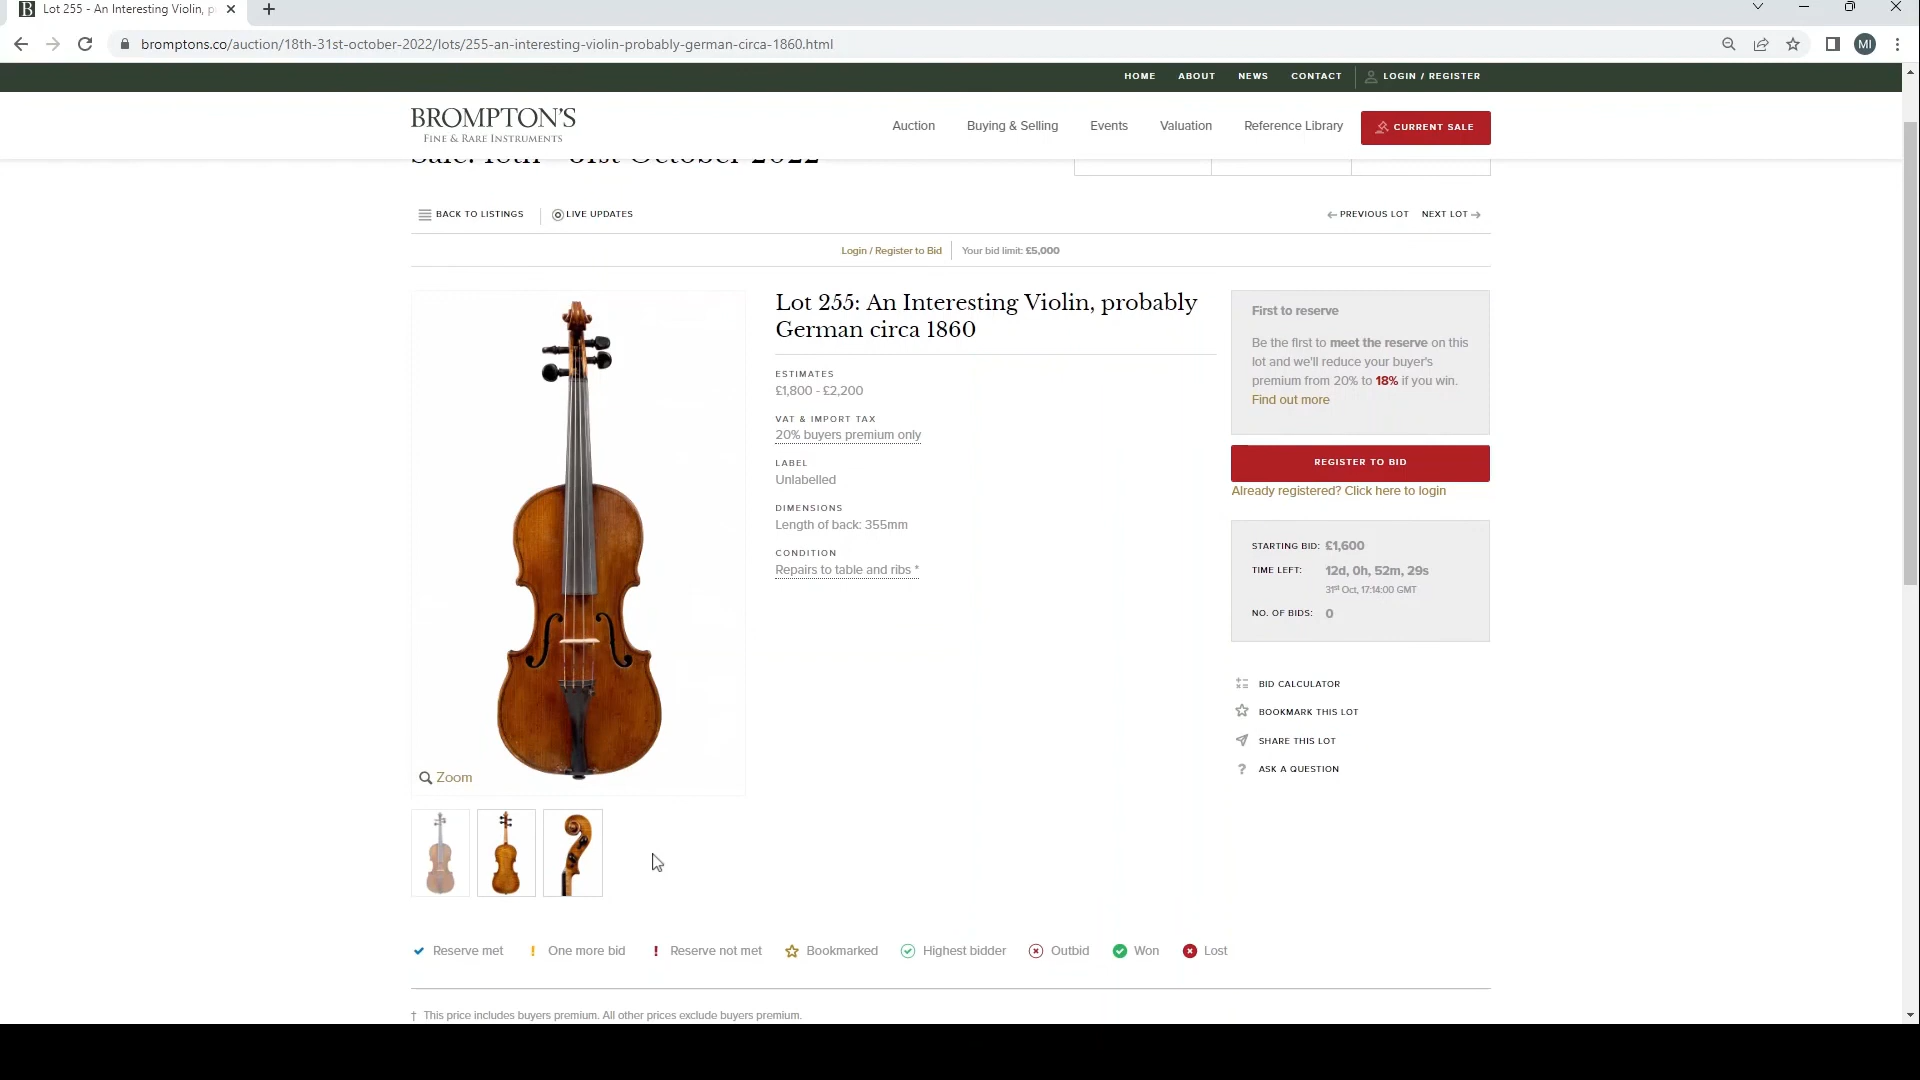 B Lot 255 - An Interesting Violin, p
bromptons.co/auction/18th-31st-october-2022/lots/255-an-interesting-violin-probably-german-circa-1860.html
MI
HOME ABOUT NEWS CONTACT LOGIN / REGISTER
BROMPTON'S
FINE & RARE INSTRUMENTS
Auction Buying & Selling Events Valuation Reference Library CURRENT SALE
Sale: 18th - 31st October 2022
BACK TO LISTINGS LIVE UPDATES PREVIOUS LOT NEXT LOT
Login / Register to Bid Your bid limit: £5,000
Lot 255: An Interesting Violin, probably
German circa 1860
ESTIMATES
£1,800 - £2,200
VAT & IMPORT TAX
20% buyers premium only
LABEL
Unlabelled
DIMENSIONS
Length of back: 355mm
CONDITION
Repairs to table and ribs *
First to reserve
Be the first to meet the reserve on this
lot and we'll reduce your buyer's
premium from 20% to 18% if you win.
Find out more
REGISTER TO BID
Already registered? Click here to login
STARTING BID: £1,600
TIME LEFT: 12d, 0h, 52m, 29s
31st Oct, 17:14:00 GMT
NO. OF BIDS: 0
BID CALCULATOR
BOOKMARK THIS LOT
SHARE THIS LOT
? ASK A QUESTION
Zoom
Reserve met ! One more bid ! Reserve not met Bookmarked Highest bidder Outbid Won Lost
† This price includes buyers premium. All other prices exclude buyers premium.